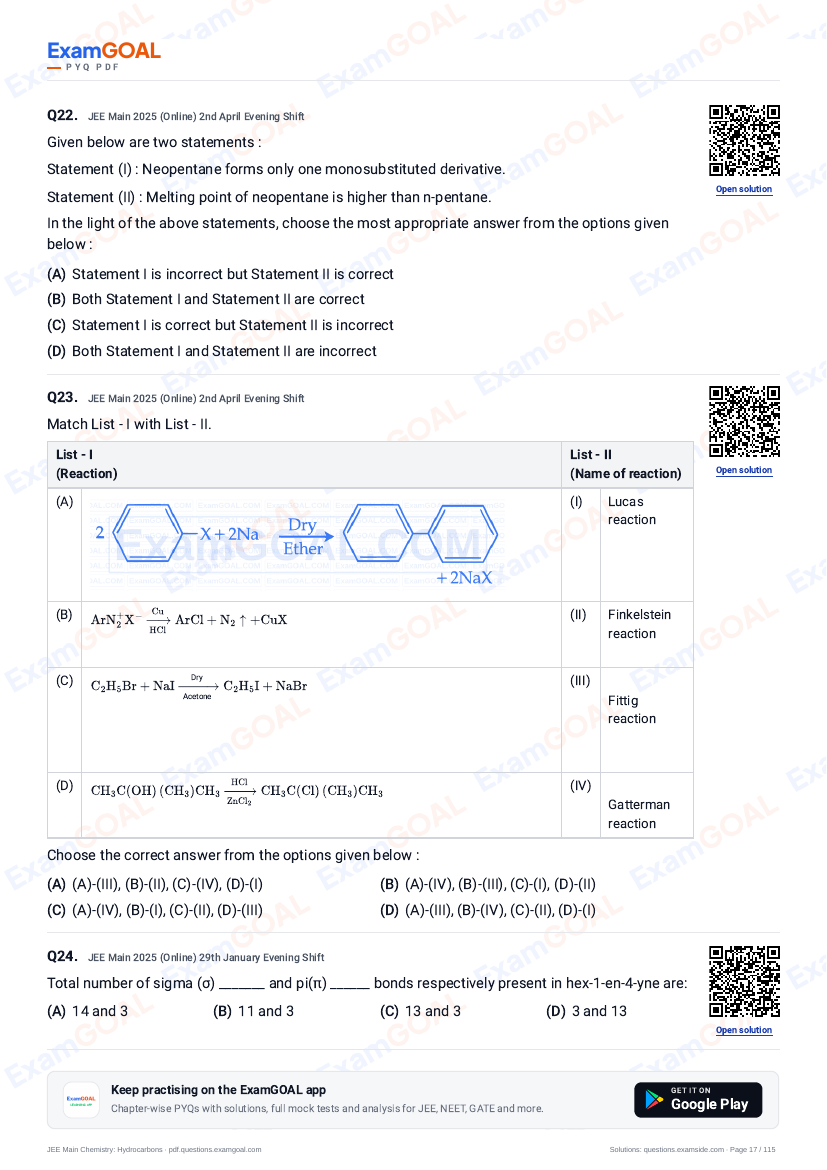 ExamGOAL
PYQ PDF
Q22. JEE Main 2025 (Online) 2nd April Evening Shift
Given below are two statements :
Statement (I) : Neopentane forms only one monosubstituted derivative.
Statement (II) : Melting point of neopentane is higher than n-pentane.
In the light of the above statements, choose the most appropriate answer from the options given
below :
(A) Statement I is incorrect but Statement II is correct
(B) Both Statement I and Statement II are correct
(C) Statement I is correct but Statement II is incorrect
(D) Both Statement I and Statement II are incorrect
Open solution
Q23. JEE Main 2025 (Online) 2nd April Evening Shift
Match List - I with List - II.
Open solution
List - I
(Reaction)
List - II
(Name of reaction)
(A) 2 X + 2Na Dry Ether + 2NaX
(I) Lucas
reaction
(B) ArN₂⁺X⁻ Cu HCl ArCl + N₂ ↑ +CuX
(II) Finkelstein
reaction
(C) C₂H₅Br + NaI Dry Acetone C₂H₅I + NaBr
(III) Fittig
reaction
(D) CH₃C(OH) (CH₃)CH₃ HCl ZnCl₂ CH₃C(Cl) (CH₃)CH₃
(IV) Gatterman
reaction
Choose the correct answer from the options given below :
(A) (A)-(III), (B)-(II), (C)-(IV), (D)-(I)
(B) (A)-(IV), (B)-(III), (C)-(I), (D)-(II)
(C) (A)-(IV), (B)-(I), (C)-(II), (D)-(III)
(D) (A)-(III), (B)-(IV), (C)-(II), (D)-(I)
Q24. JEE Main 2025 (Online) 29th January Evening Shift
Total number of sigma (σ) _______ and pi(π) ______ bonds respectively present in hex-1-en-4-yne are:
(A) 14 and 3 (B) 11 and 3 (C) 13 and 3 (D) 3 and 13
Open solution
ExamGOAL
Keep practising on the ExamGOAL app
Chapter-wise PYQs with solutions, full mock tests and analysis for JEE, NEET, GATE and more.
GET IT ON
Google Play
JEE Main Chemistry: Hydrocarbons · pdf.questions.examgoal.com
Solutions: questions.examside.com · Page 17 / 115